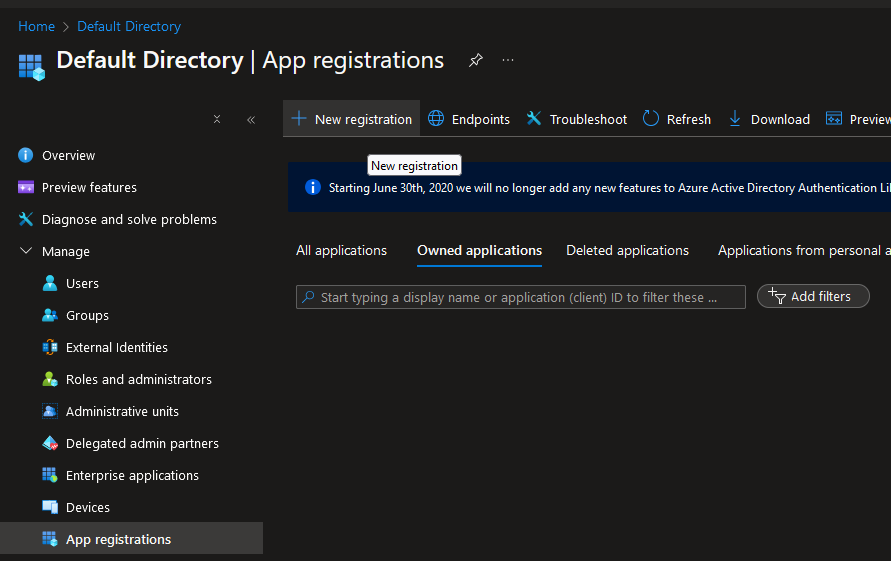 Home > Default Directory
Default Directory | App registrations
...
«
New registration
Endpoints
Troubleshoot
Refresh
Download
New registration
Starting June 30th, 2020 we will no longer add any new features to Azure Active Directory Authentication
All applications
Owned applications
Deleted applications
Applications from personal
Start typing a display name or application (client) ID to filter these ...
Add filters
Overview
Preview features
Diagnose and solve problems
Manage
Users
Groups
External Identities
Roles and administrators
Administrative units
Delegated admin partners
Enterprise applications
Devices
App registrations